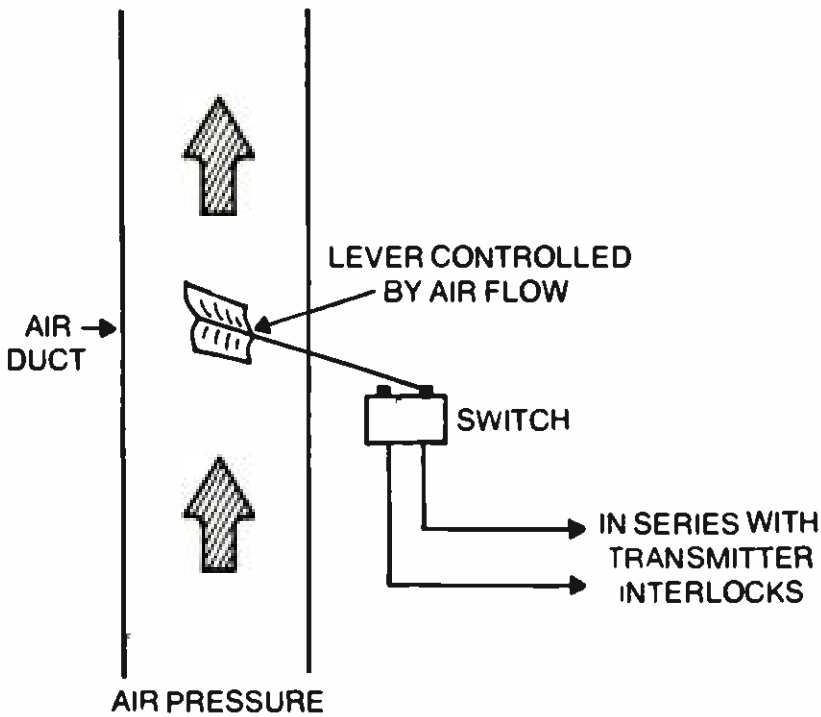 LEVER CONTROLLED
BY AIR FLOW
AIR
DUCT
SWITCH
IN SERIES WITH
TRANSMITTER
INTERLOCKS
AIR PRESSURE